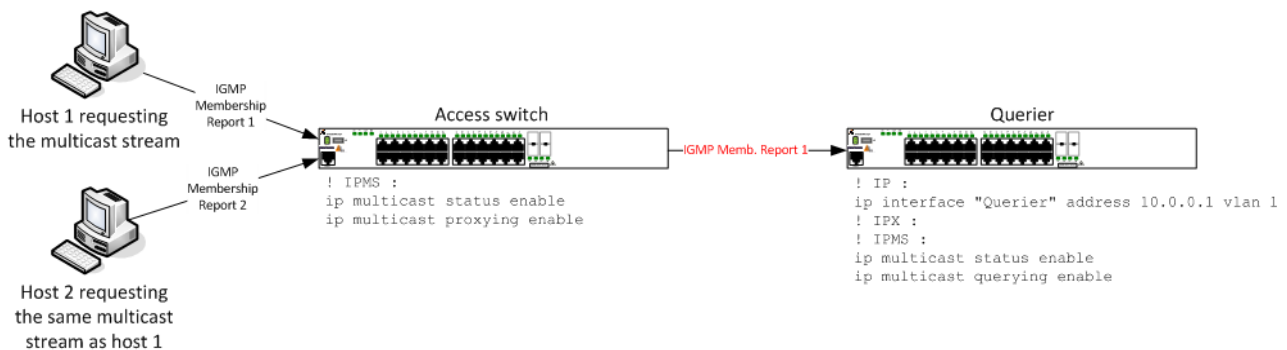 Host 1 requesting
the multicast stream
IGMP
Membership
Report 1
Host 2 requesting
the same multicast
stream as host 1
IGMP
Membership
Report 2
Access switch
! IPMS :
ip multicast status enable
ip multicast proxying enable
IGMP Memb. Report 1
Querier
! IP :
ip interface "Querier" address 10.0.0.1 vlan 1
! IPX :
! IPMS :
ip multicast status enable
ip multicast querying enable